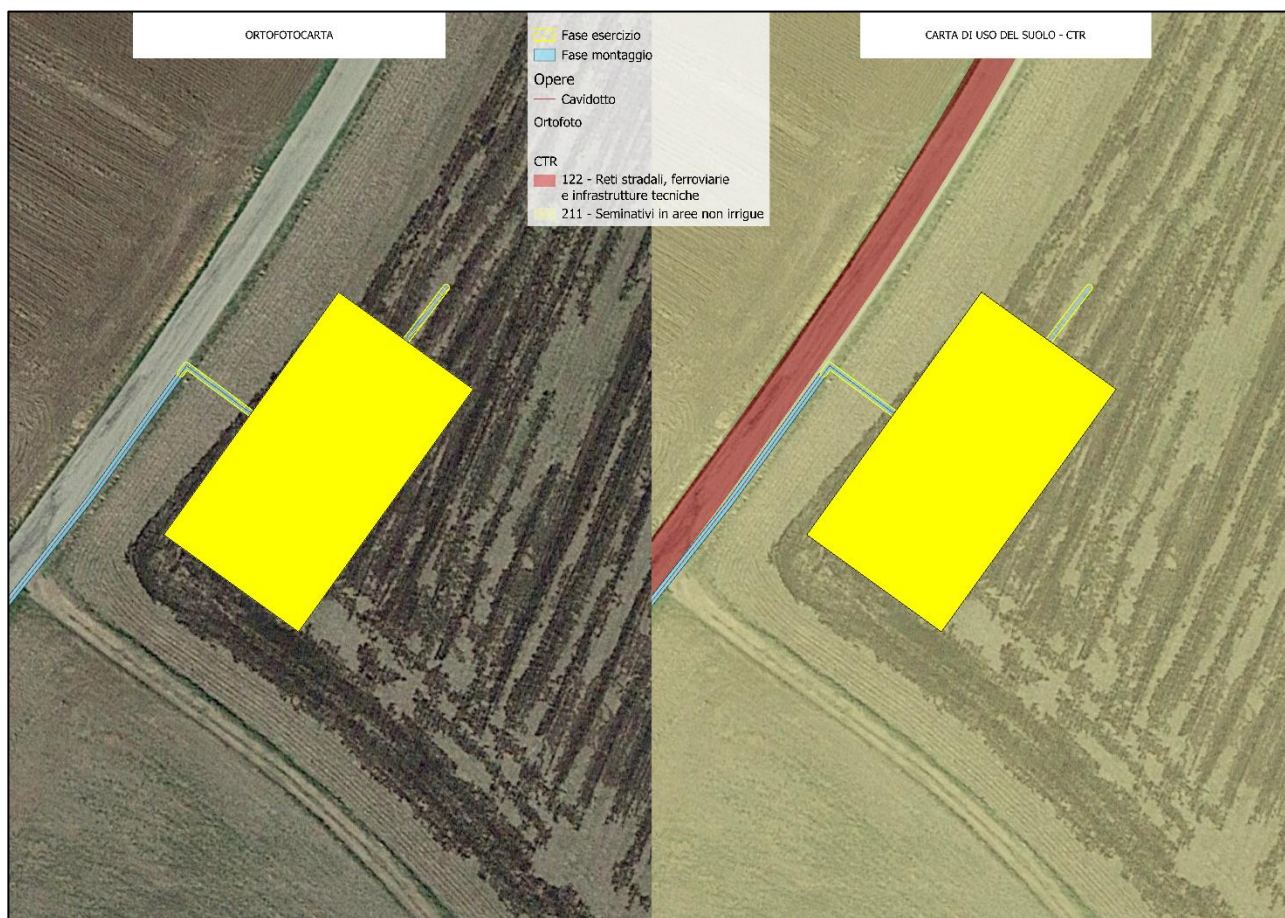 ORTOFOTOCARTA
Fase esercizio
Fase montaggio
Opere
Cavidotto
Ortofoto
CTR
122 - Reti stradali, ferroviarie
e infrastrutture tecniche
211 - Seminativi in aree non irrigue
CARTA DI USO DEL SUOLO - CTR